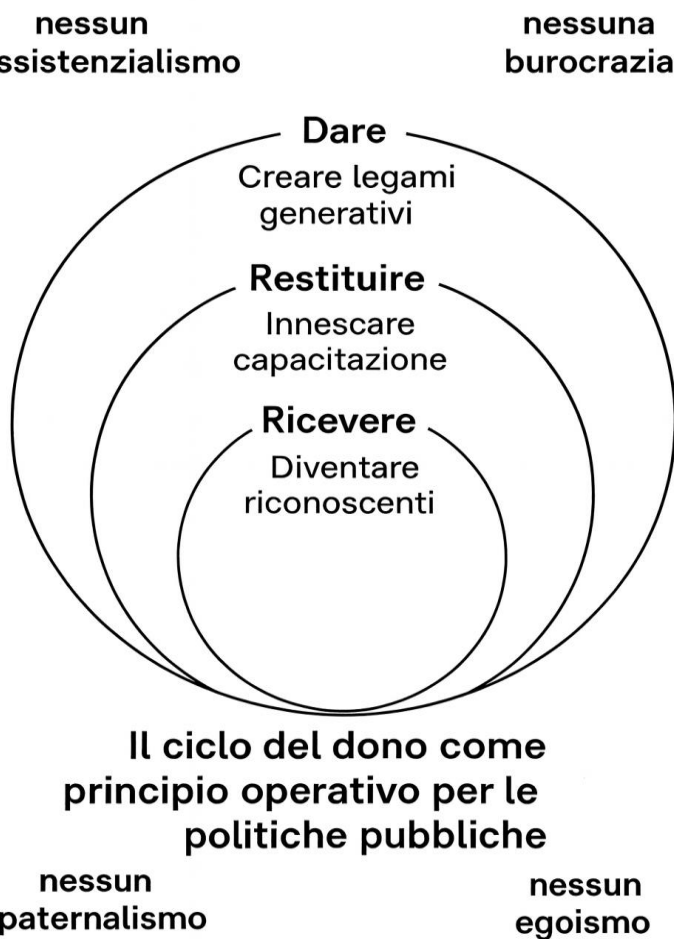 nessun
ssistenzialismo
nessuna
burocrazia
Dare
Creare legami
generativi
Restituire
Innescare
capacitazione
Ricevere
Diventare
riconoscenti
Il ciclo del dono come
principio operativo per le
politiche pubbliche
nessun
paternalismo
nessun
egoismo